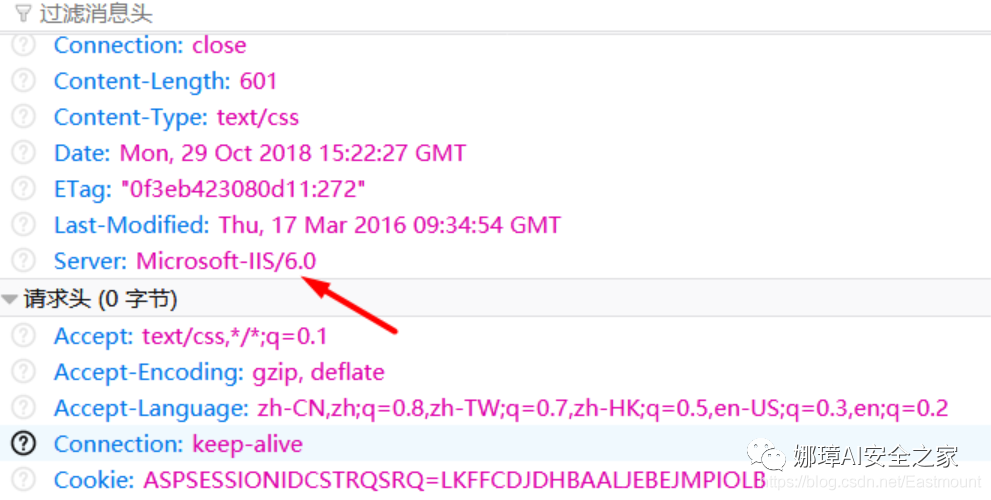 过滤消息头
Connection: close
Content-Length: 601
Content-Type: text/css
Date: Mon, 29 Oct 2018 15:22:27 GMT
ETag: "0f3eb423080d11:272"
Last-Modified: Thu, 17 Mar 2016 09:34:54 GMT
Server: Microsoft-IIS/6.0
请求头 (0 字节)
Accept: text/css,*/*;q=0.1
Accept-Encoding: gzip, deflate
Accept-Language: zh-CN,zh;q=0.8,zh-TW;q=0.7,zh-HK;q=0.5,en-US;q=0.3,en;q=0.2
Connection: keep-alive
娜璋AI安全之家
Cookie: ASPSESSIONIDCSTRQSRQ=LKFFCDJDHBAALJEBEJMPIOLB
https://blog.csdn.net/Eastmount